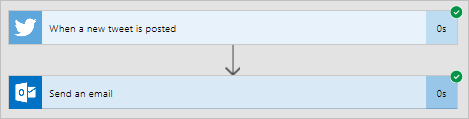 When a new tweet is posted 0s
Send an email 0s